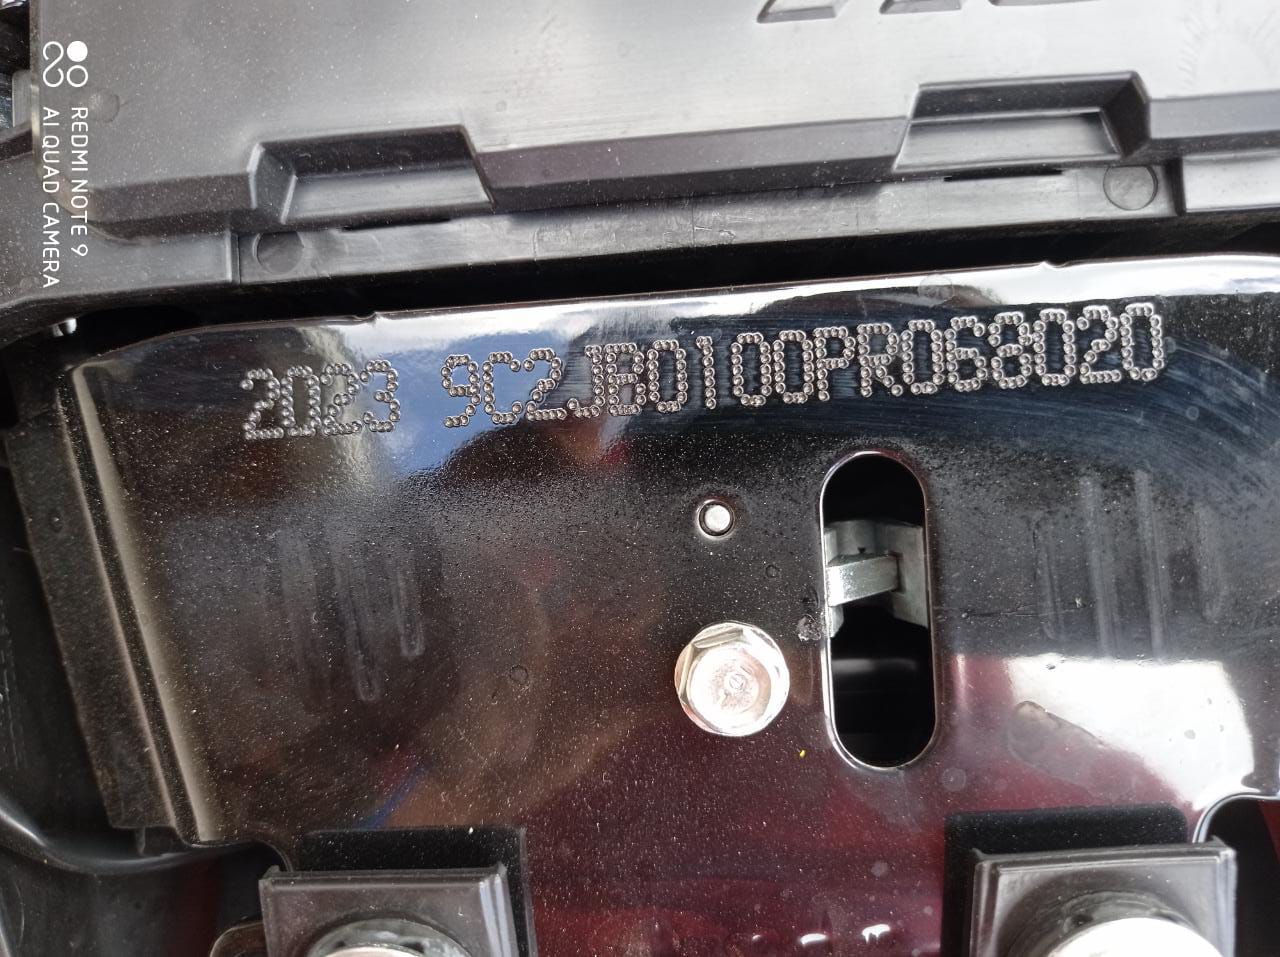 2023 9C2JB0100PR068020
REDMI NOTE 9
AI QUAD CAMERA